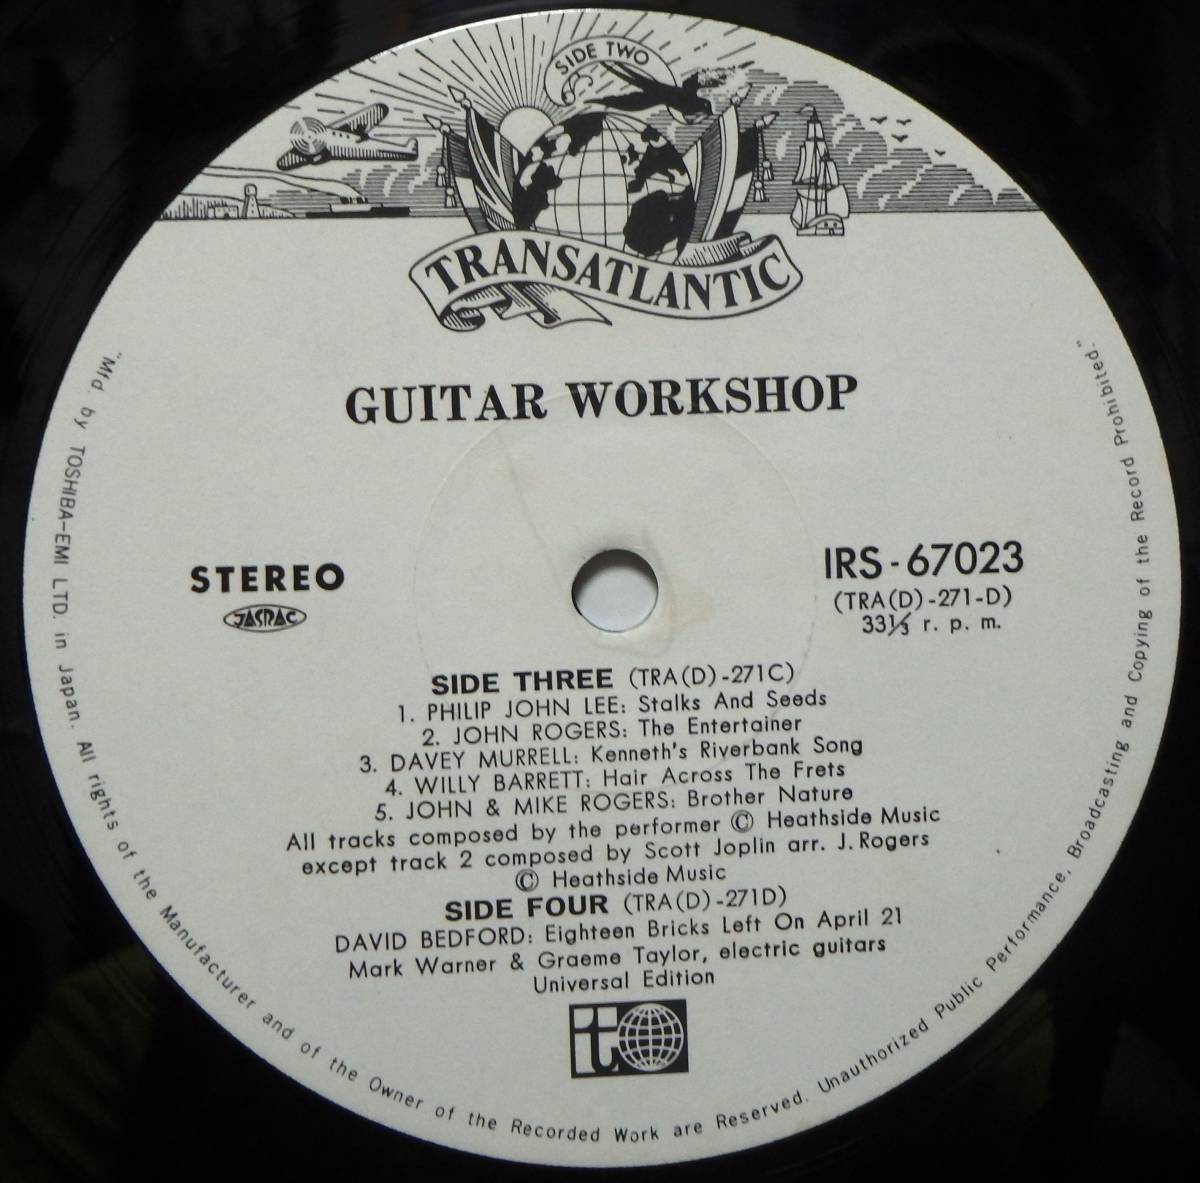 SIDE TWO
TRANSATLANTIC
GUITAR WORKSHOP
STEREO
JASRAC
IRS-67023
(TRA(D)-271-D)
33⅓ r. p. m.
SIDE THREE (TRA(D)-271C)
1. PHILIP JOHN LEE: Stalks And Seeds
2. JOHN ROGERS: The Entertainer
3. DAVEY MURRELL: Kenneth's Riverbank Song
4. WILLY BARRETT: Hair Across The Frets
5. JOHN & MIKE ROGERS: Brother Nature
All tracks composed by the performer © Heathside Music
except track 2 composed by Scott Joplin arr. J. Rogers
© Heathside Music
SIDE FOUR (TRA(D)-271D)
DAVID BEDFORD: Eighteen Bricks Left On April 21
Mark Warner & Graeme Taylor, electric guitars
Universal Edition
t
"Mfd. by TOSHIBA-EMI LTD. in Japan. All rights of the Manufacturer and of the Owner of the Recorded Work are Reserved. Unauthorized Public Performance, Broadcasting and Copying of the Record Prohibited."